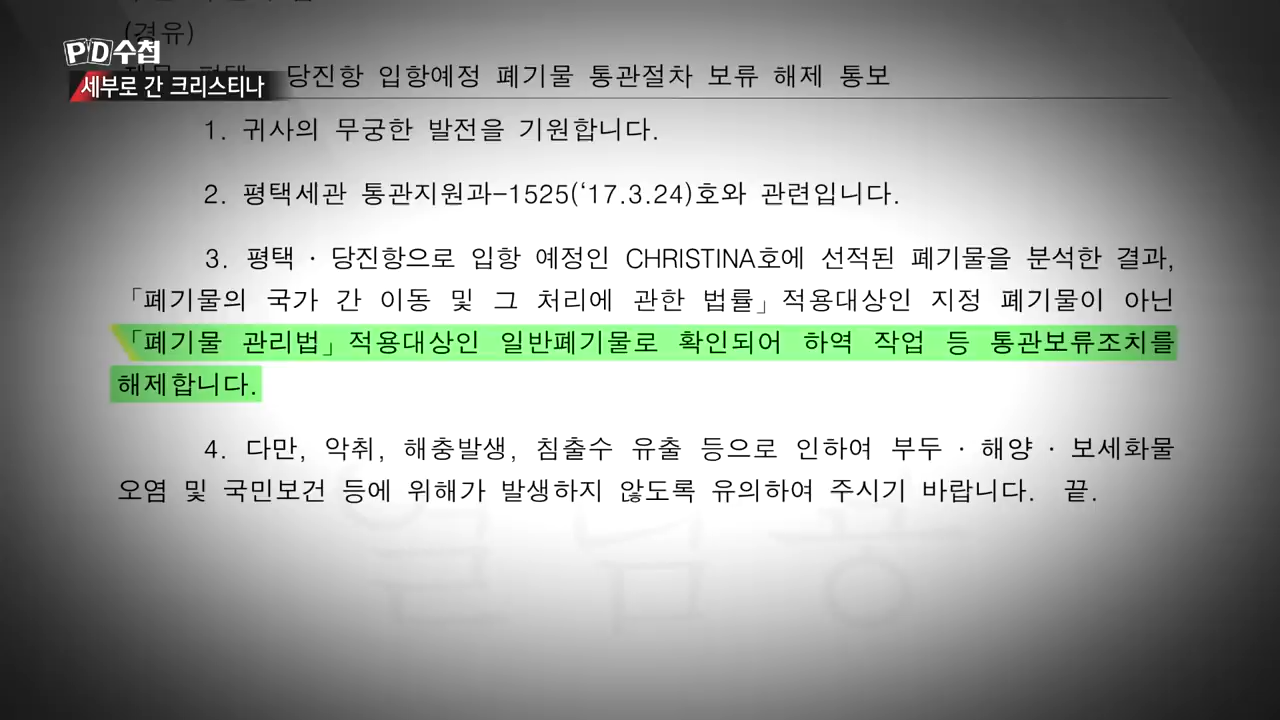 (경유)
PD수첩
세부로 간 크리스티나
당진항 입항예정 폐기물 통관절차 보류 해제 통보
1. 귀사의 무궁한 발전을 기원합니다.
2. 평택세관 통관지원과-1525(‘17.3.24)호와 관련입니다.
3. 평택 · 당진항으로 입항 예정인 CHRISTINA호에 선적된 폐기물을 분석한 결과,
「폐기물의 국가 간 이동 및 그 처리에 관한 법률」적용대상인 지정 폐기물이 아닌
「폐기물 관리법」적용대상인 일반폐기물로 확인되어 하역 작업 등 통관보류조치를
해제합니다.
4. 다만, 악취, 해충발생, 침출수 유출 등으로 인하여 부두 · 해양 · 보세화물
오염 및 국민보건 등에 위해가 발생하지 않도록 유의하여 주시기 바랍니다. 끝.
열람용